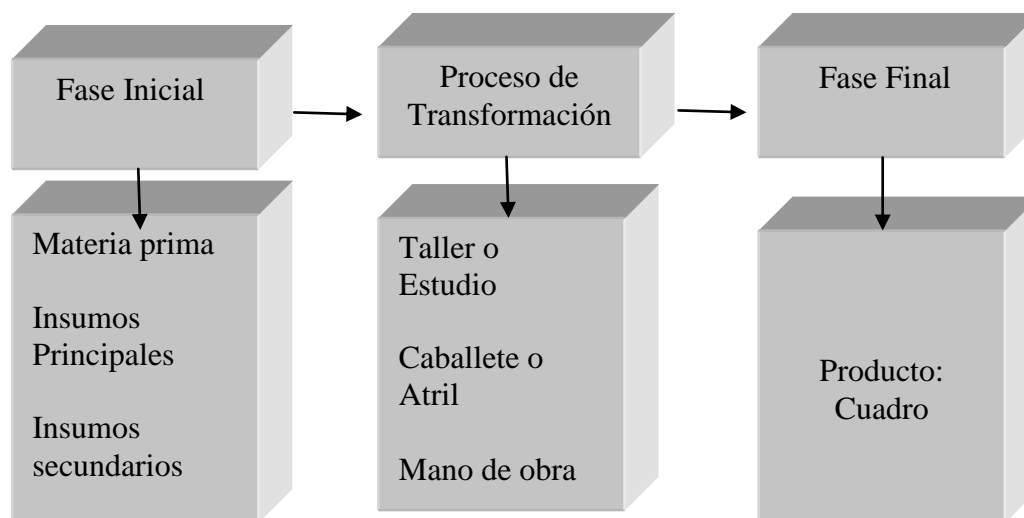 Fase Inicial
Proceso de
Transformación
Fase Final
Materia prima
Insumos
Principales
Insumos
secundarios
Taller o
Estudio
Caballete o
Atril
Mano de obra
Producto:
Cuadro